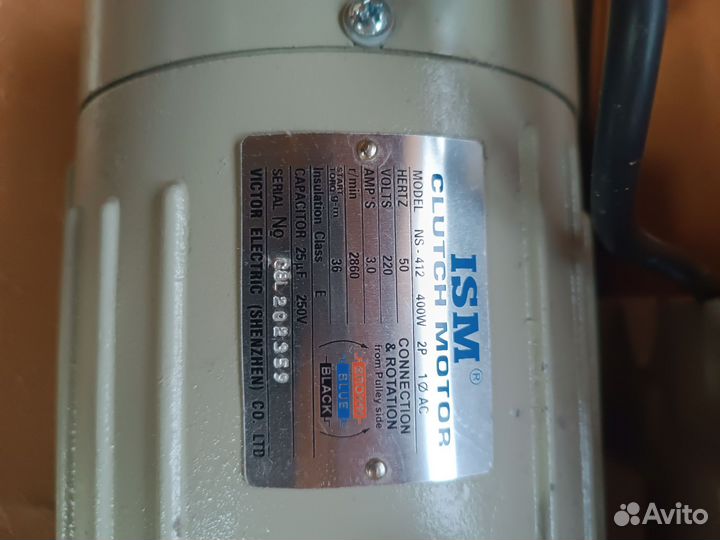 ISM®
CLUTCH MOTOR
MODEL NS-412 400W 2P 1Ø AC
HERTZ 50
VOLTS 220
AMP'S 3.0
r/min 2860
36
Insulation Class E
CAPACITOR 25μF 250V
SERIAL No
VICTOR ELECTRIC (SHENZHEN) CO. LTD
CONNECTION
& ROTATION
from Pulley side
BLUE
BLACK
Avito